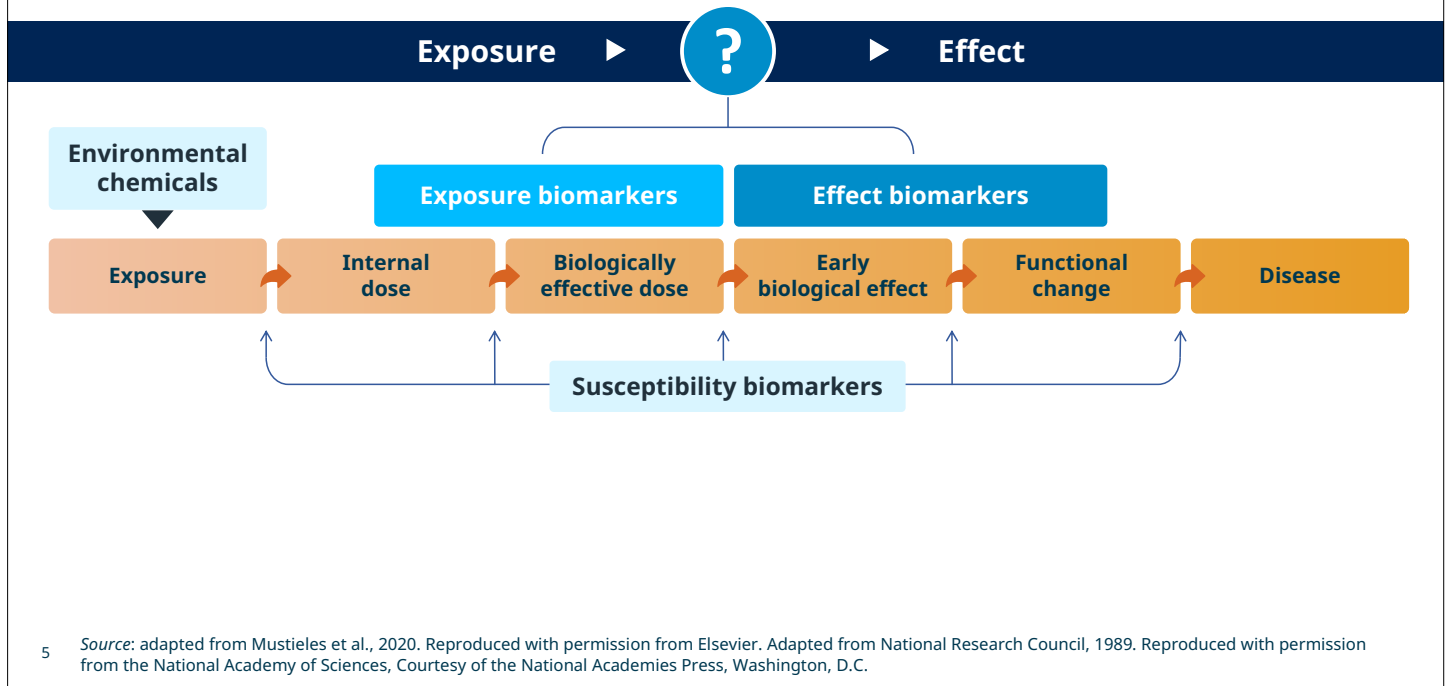 Exposure ▶ ? ▶ Effect
Environmental
chemicals
Exposure biomarkers
Effect biomarkers
Exposure
Internal
dose
Biologically
effective dose
Early
biological effect
Functional
change
Disease
Susceptibility biomarkers
5
Source: adapted from Mustieles et al., 2020. Reproduced with permission from Elsevier. Adapted from National Research Council, 1989. Reproduced with permission
from the National Academy of Sciences, Courtesy of the National Academies Press, Washington, D.C.